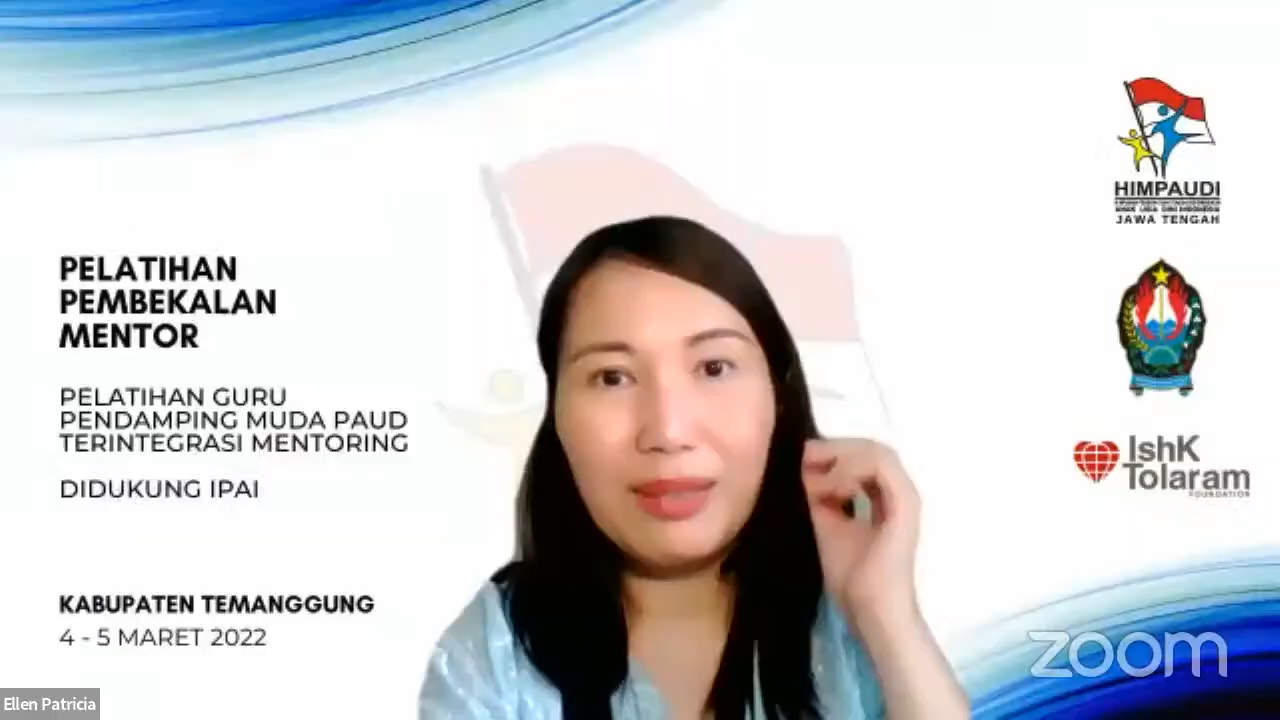 PELATIHAN
PEMBEKALAN
MENTOR
PELATIHAN GURU
PENDAMPING MUDA PAUD
TERINTEGRASI MENTORING
DIDUKUNG IPAI
KABUPATEN TEMANGGUNG
4 - 5 MARET 2022
HIMPAUDI
JAWA TENGAH
IshK
Tolaram
FOUNDATION
zoom
Ellen Patricia